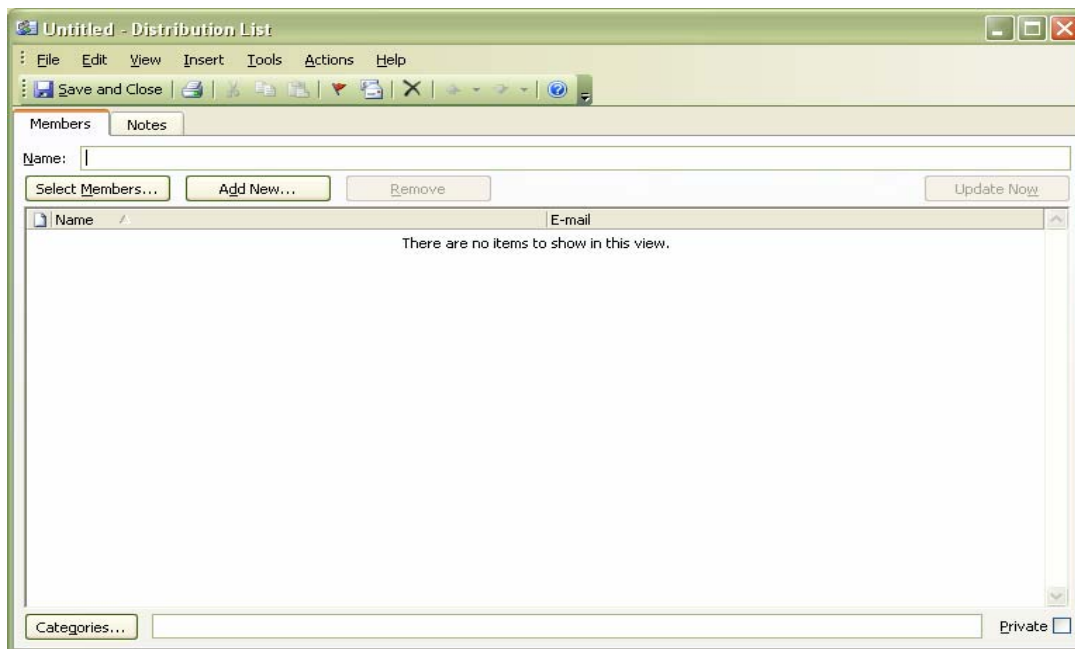 Untitled - Distribution List
File Edit View Insert Tools Actions Help
Save and Close
Members Notes
Name:
Select Members... Add New... Remove Update Now
Name E-mail
There are no items to show in this view.
Categories... Private